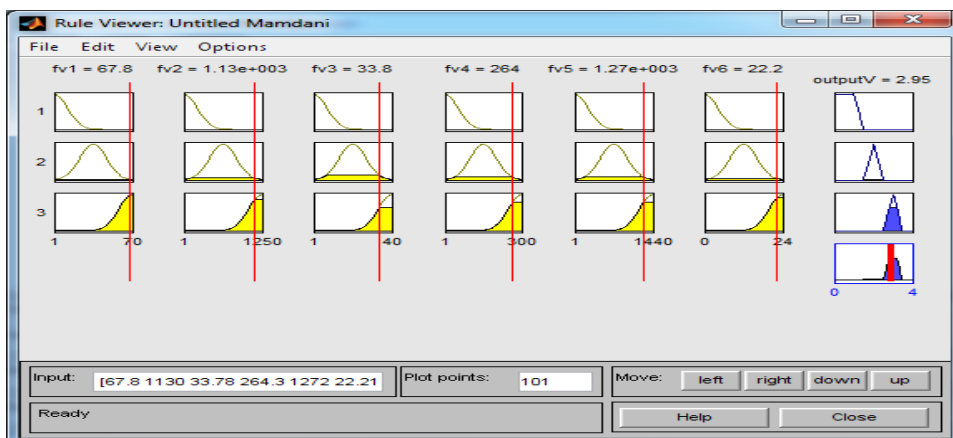 Rule Viewer: Untitled Mamdani
File Edit View Options
fv1 = 67.8 fv2 = 1.13e+003 fv3 = 33.8 fv4 = 264 fv5 = 1.27e+003 fv6 = 22.2 outputV = 2.95
1
2
3
1 70 1 1250 1 40 1 300 1 1440 0 24
0 4
Input: [67.8 1130 33.78 264.3 1272 22.21 Plot points: 101 Move: left right down up
Ready Help Close